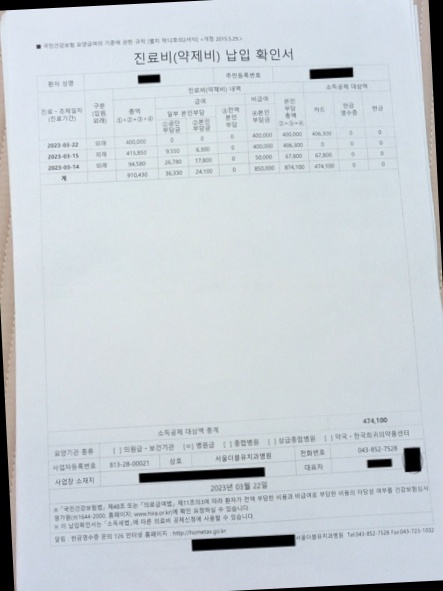 ■ 국민건강보험 요양급여의 기준에 관한 규칙 [별지 제12호의2서식] <개정 2015.5.29.>
진료비(약제비) 납입 확인서
환자 성명 주민등록번호
진료비(약제비) 내역 소득공제 대상액
진료·조제일자 (진료기간) 구분 (입원, 외래) 총액 ①+②+③+④ 급여 비급여 본인 부담 총액 ②+③+④ 카드 현금 영수증 현금
일부 본인부담 ③전액 본인 부담 ④본인 부담금
①공단 부담금 ②본인 부담금
2023-03-22 외래 400,000 0 0 0 400,000 400,000 406,300 0 0
2023-03-15 외래 415,850 9,550 6,300 0 400,000 406,300 0 0 0
2023-03-14 외래 94,580 26,780 17,800 0 50,000 67,800 67,800 0 0
계 910,430 36,330 24,100 0 850,000 874,100 474,100 0 0
소득공제 대상액 총계 474,100
요양기관 종류 [ ] 의원급·보건기관 [ ] 병원급 [ ] 종합병원 [ ] 상급종합병원 [ ] 약국·한국희귀의약품센터
사업자등록번호 813-28-00021 상호 서울더블유치과병원 전화번호 043-852-7528
사업장 소재지 대표자
2023년 03월 22일
※「국민건강보험법」제48조 또는「의료급여법」제11조의3에 따라 환자가 전액 부담한 비용과 비급여로 부담한 비용의 타당성 여부를 건강보험심사
평가원(☎1644-2000, 홈페이지: www.hira.or.kr)에 확인 요청하실 수 있습니다.
※ 이 납입확인서는「소득세법」에 따른 의료비 공제신청에 사용할 수 있습니다.
알림 : 현금영수증 문의 126 인터넷 홈페이지 : http://hometax.go.kr
서울더블유치과병원 Tel:043-852-7528 Fax:043-723-1002